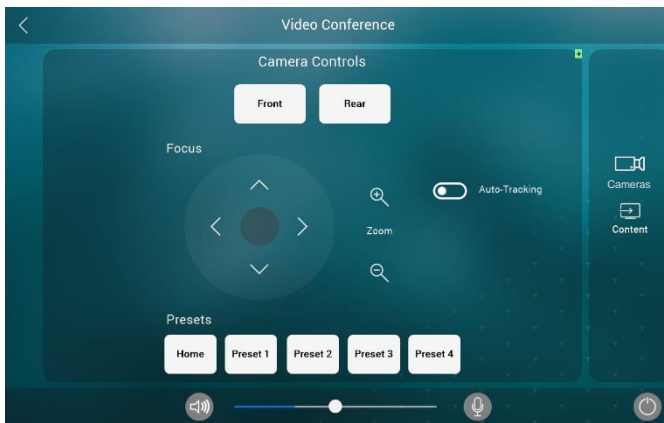 Video Conference
Camera Controls
Front Rear
Focus
Auto-Tracking
Zoom
Cameras
Content
Presets
Home Preset 1 Preset 2 Preset 3 Preset 4